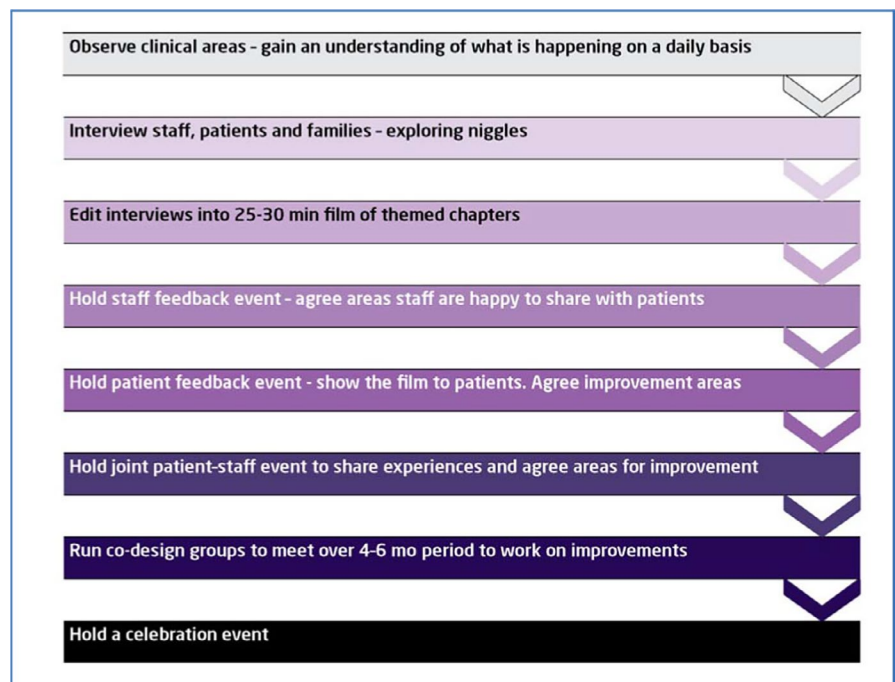 Observe clinical areas – gain an understanding of what is happening on a daily basis
Interview staff, patients and families – exploring niggles
Edit interviews into 25-30 min film of themed chapters
Hold staff feedback event – agree areas staff are happy to share with patients
Hold patient feedback event - show the film to patients. Agree improvement areas
Hold joint patient–staff event to share experiences and agree areas for improvement
Run co-design groups to meet over 4–6 mo period to work on improvements
Hold a celebration event